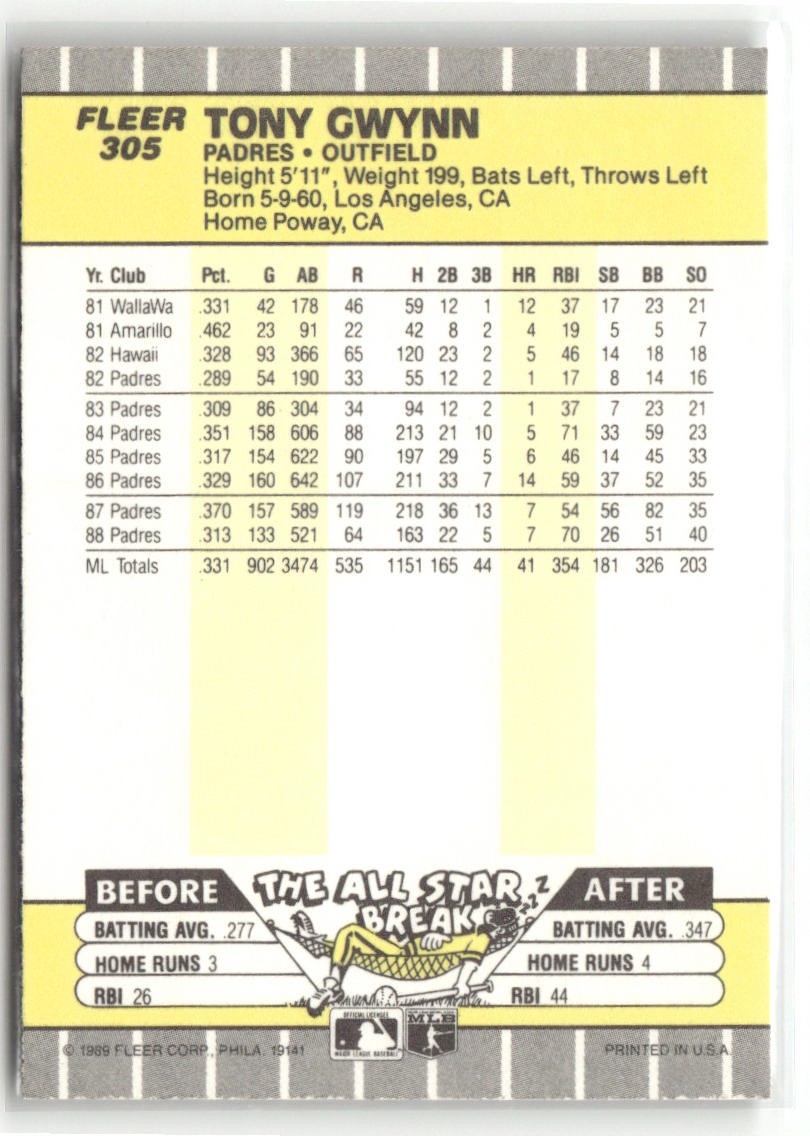 FLEER
305
TONY GWYNN
PADRES • OUTFIELD
Height 5'11", Weight 199, Bats Left, Throws Left
Born 5-9-60, Los Angeles, CA
Home Poway, CA
Yr. Club Pct. G AB R H 2B 3B HR RBI SB BB SO
81 WallaWa .331 42 178 46 59 12 1 12 37 17 23 21
81 Amarillo .462 23 91 22 42 8 2 4 19 5 5 7
82 Hawaii .328 93 366 65 120 23 2 5 46 14 18 18
82 Padres .289 54 190 33 55 12 2 1 17 8 14 16
83 Padres .309 86 304 34 94 12 2 1 37 7 23 21
84 Padres .351 158 606 88 213 21 10 5 71 33 59 23
85 Padres .317 154 622 90 197 29 5 6 46 14 45 33
86 Padres .329 160 642 107 211 33 7 14 59 37 52 35
87 Padres .370 157 589 119 218 36 13 7 54 56 82 35
88 Padres .313 133 521 64 163 22 5 7 70 26 51 40
ML Totals .331 902 3474 535 1151 165 44 41 354 181 326 203
BEFORE THE ALL STAR BREAK AFTER
ZZZ
BATTING AVG. .277 BATTING AVG. .347
HOME RUNS 3 HOME RUNS 4
RBI 26 RBI 44
OFFICIAL LICENSEE
MAJOR LEAGUE BASEBALL
MLB
© 1989 FLEER CORP., PHILA. 19141 PRINTED IN U.S.A.